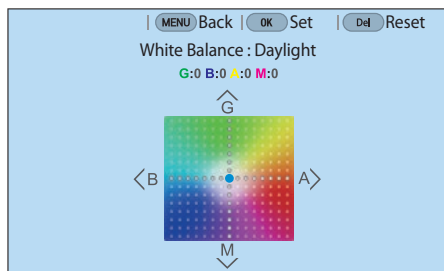 | MENU Back | OK Set | Del Reset
White Balance : Daylight
G:0 B:0 A:0 M:0
G
B A
M